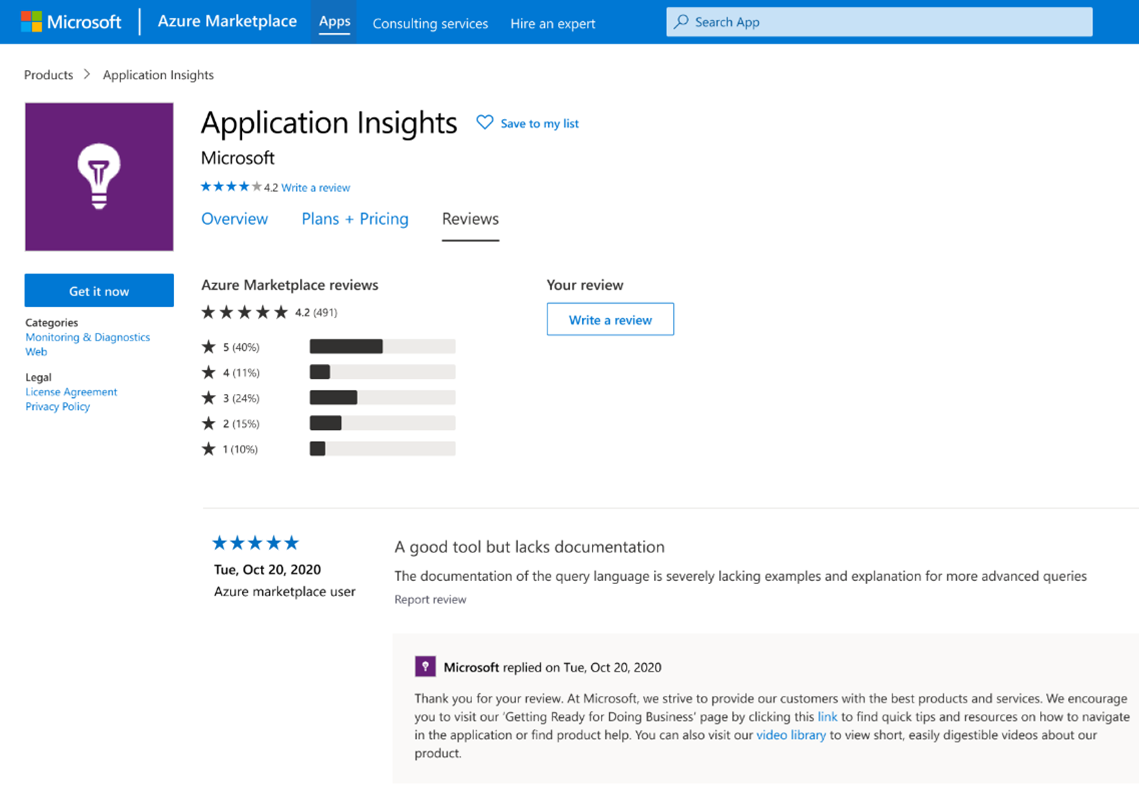 Microsoft Azure Marketplace Apps Consulting services Hire an expert Search App
Products > Application Insights
Application Insights Save to my list
Microsoft
4.2 Write a review
Overview Plans + Pricing Reviews
Get it now
Categories
Monitoring & Diagnostics
Web
Legal
License Agreement
Privacy Policy
Azure Marketplace reviews
4.2 (491)
5 (40%)
4 (11%)
3 (24%)
2 (15%)
1 (10%)
Your review
Write a review
Tue, Oct 20, 2020
Azure marketplace user
A good tool but lacks documentation
The documentation of the query language is severely lacking examples and explanation for more advanced queries
Report review
Microsoft replied on Tue, Oct 20, 2020
Thank you for your review. At Microsoft, we strive to provide our customers with the best products and services. We encourage
you to visit our 'Getting Ready for Doing Business' page by clicking this link to find quick tips and resources on how to navigate
in the application or find product help. You can also visit our video library to view short, easily digestible videos about our
product.